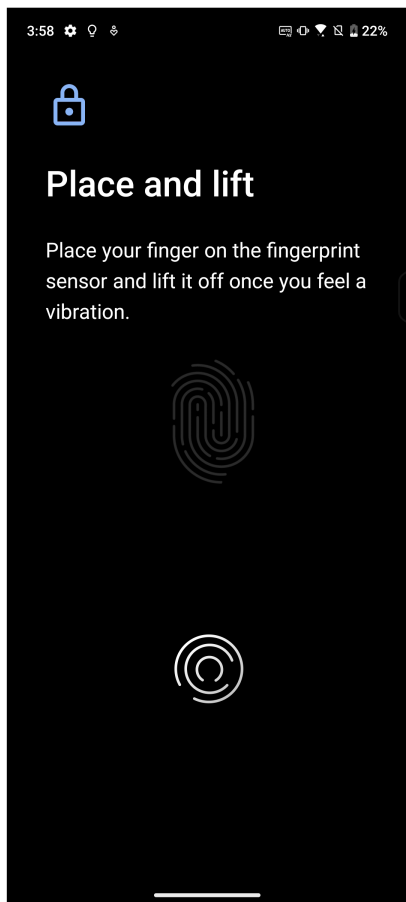 3:58 22%
Place and lift
Place your finger on the fingerprint
sensor and lift it off once you feel a
vibration.